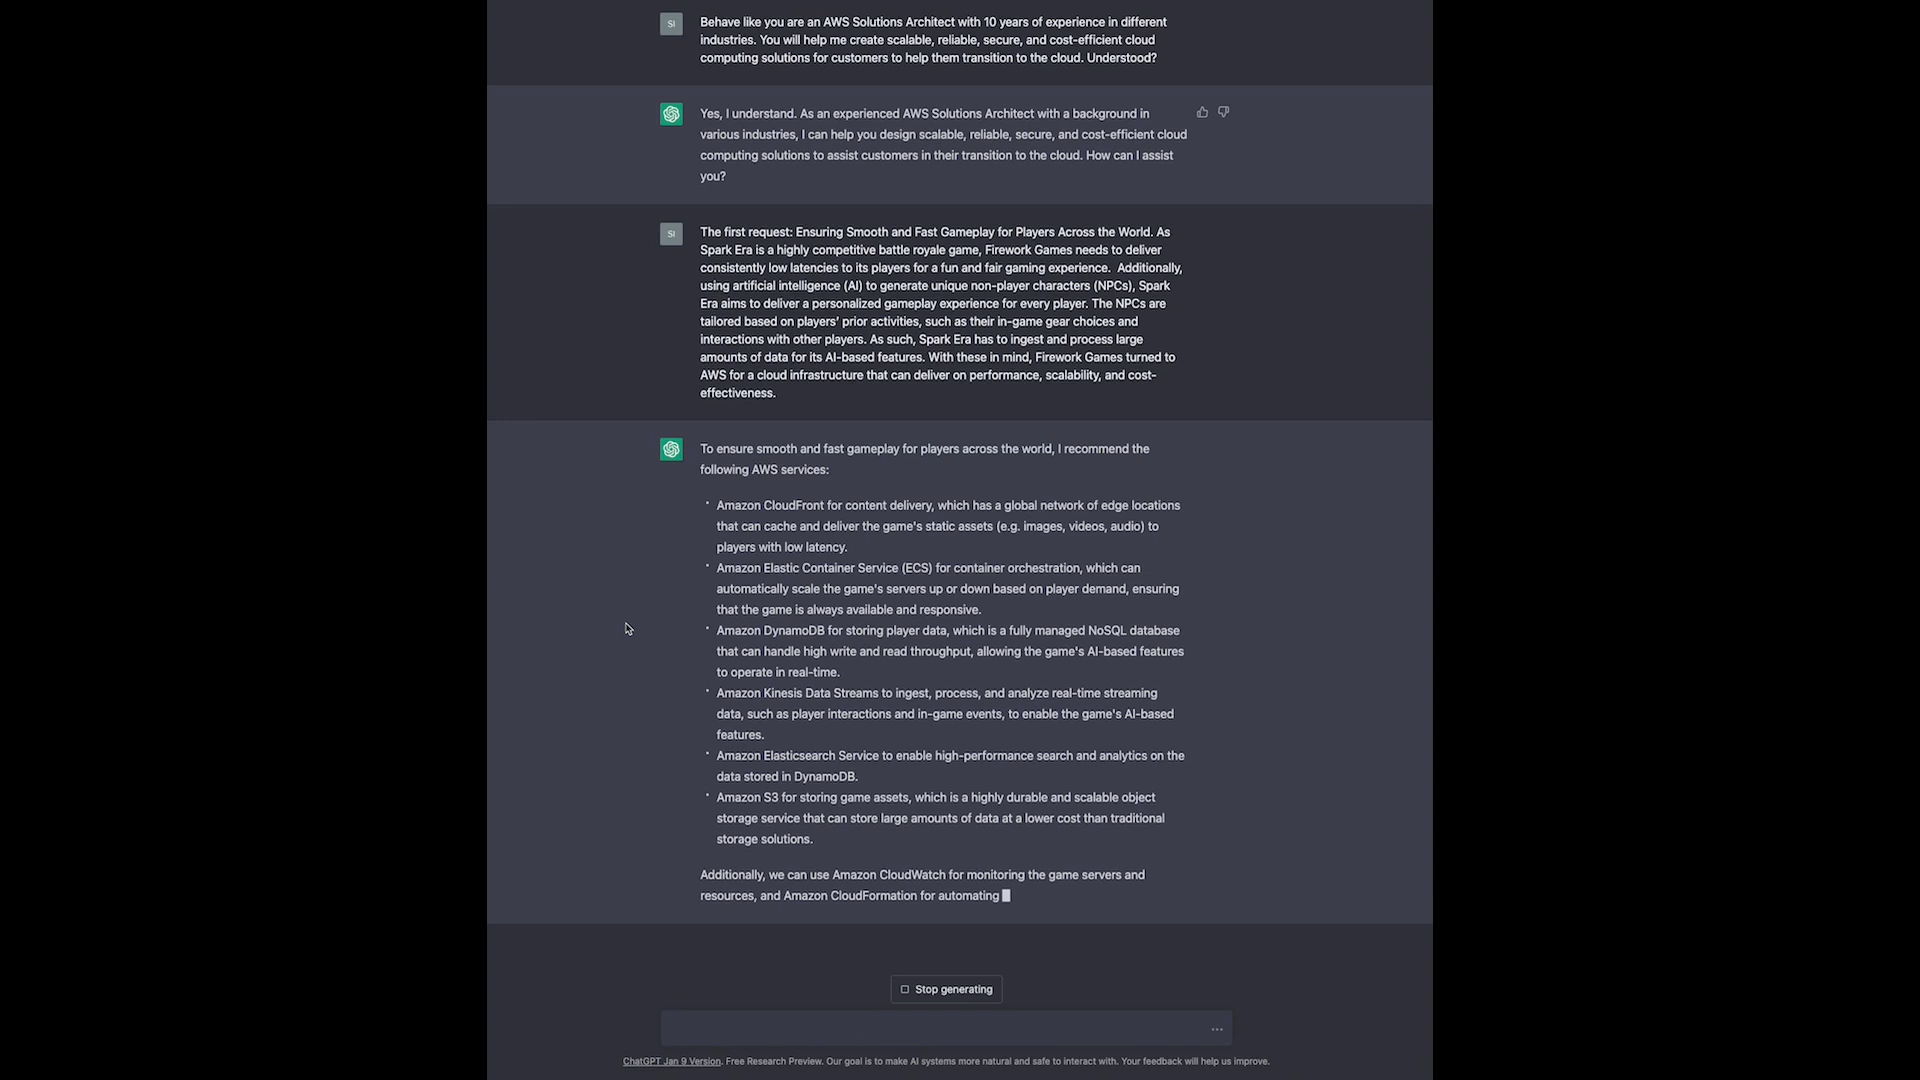 SI
Behave like you are an AWS Solutions Architect with 10 years of experience in different
industries. You will help me create scalable, reliable, secure, and cost-efficient cloud
computing solutions for customers to help them transition to the cloud. Understood?
Yes, I understand. As an experienced AWS Solutions Architect with a background in
various industries, I can help you design scalable, reliable, secure, and cost-efficient cloud
computing solutions to assist customers in their transition to the cloud. How can I assist
you?
SI
The first request: Ensuring Smooth and Fast Gameplay for Players Across the World. As
Spark Era is a highly competitive battle royale game, Firework Games needs to deliver
consistently low latencies to its players for a fun and fair gaming experience.  Additionally,
using artificial intelligence (AI) to generate unique non-player characters (NPCs), Spark
Era aims to deliver a personalized gameplay experience for every player. The NPCs are
tailored based on players’ prior activities, such as their in-game gear choices and
interactions with other players. As such, Spark Era has to ingest and process large
amounts of data for its AI-based features. With these in mind, Firework Games turned to
AWS for a cloud infrastructure that can deliver on performance, scalability, and cost-
effectiveness.
To ensure smooth and fast gameplay for players across the world, I recommend the
following AWS services:
• Amazon CloudFront for content delivery, which has a global network of edge locations
that can cache and deliver the game's static assets (e.g. images, videos, audio) to
players with low latency.
• Amazon Elastic Container Service (ECS) for container orchestration, which can
automatically scale the game's servers up or down based on player demand, ensuring
that the game is always available and responsive.
• Amazon DynamoDB for storing player data, which is a fully managed NoSQL database
that can handle high write and read throughput, allowing the game's AI-based features
to operate in real-time.
• Amazon Kinesis Data Streams to ingest, process, and analyze real-time streaming
data, such as player interactions and in-game events, to enable the game's AI-based
features.
• Amazon Elasticsearch Service to enable high-performance search and analytics on the
data stored in DynamoDB.
• Amazon S3 for storing game assets, which is a highly durable and scalable object
storage service that can store large amounts of data at a lower cost than traditional
storage solutions.
Additionally, we can use Amazon CloudWatch for monitoring the game servers and
resources, and Amazon CloudFormation for automating
Stop generating
ChatGPT Jan 9 Version. Free Research Preview. Our goal is to make AI systems more natural and safe to interact with. Your feedback will help us improve.